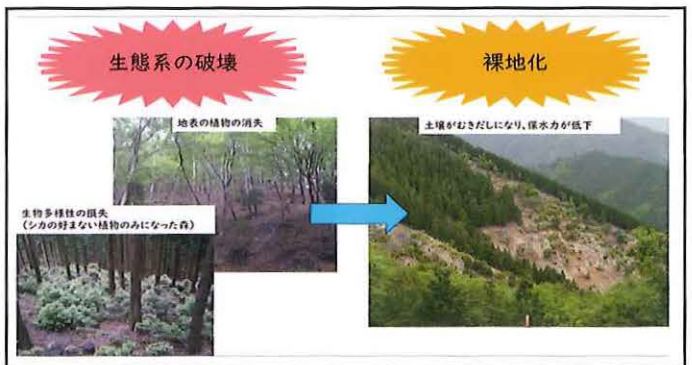 生態系の破壊
裸地化
地表の植物の消失
土壌がむきだしになり、保水力が低下
生物多様性の損失
(シカの好まない植物のみになった森)